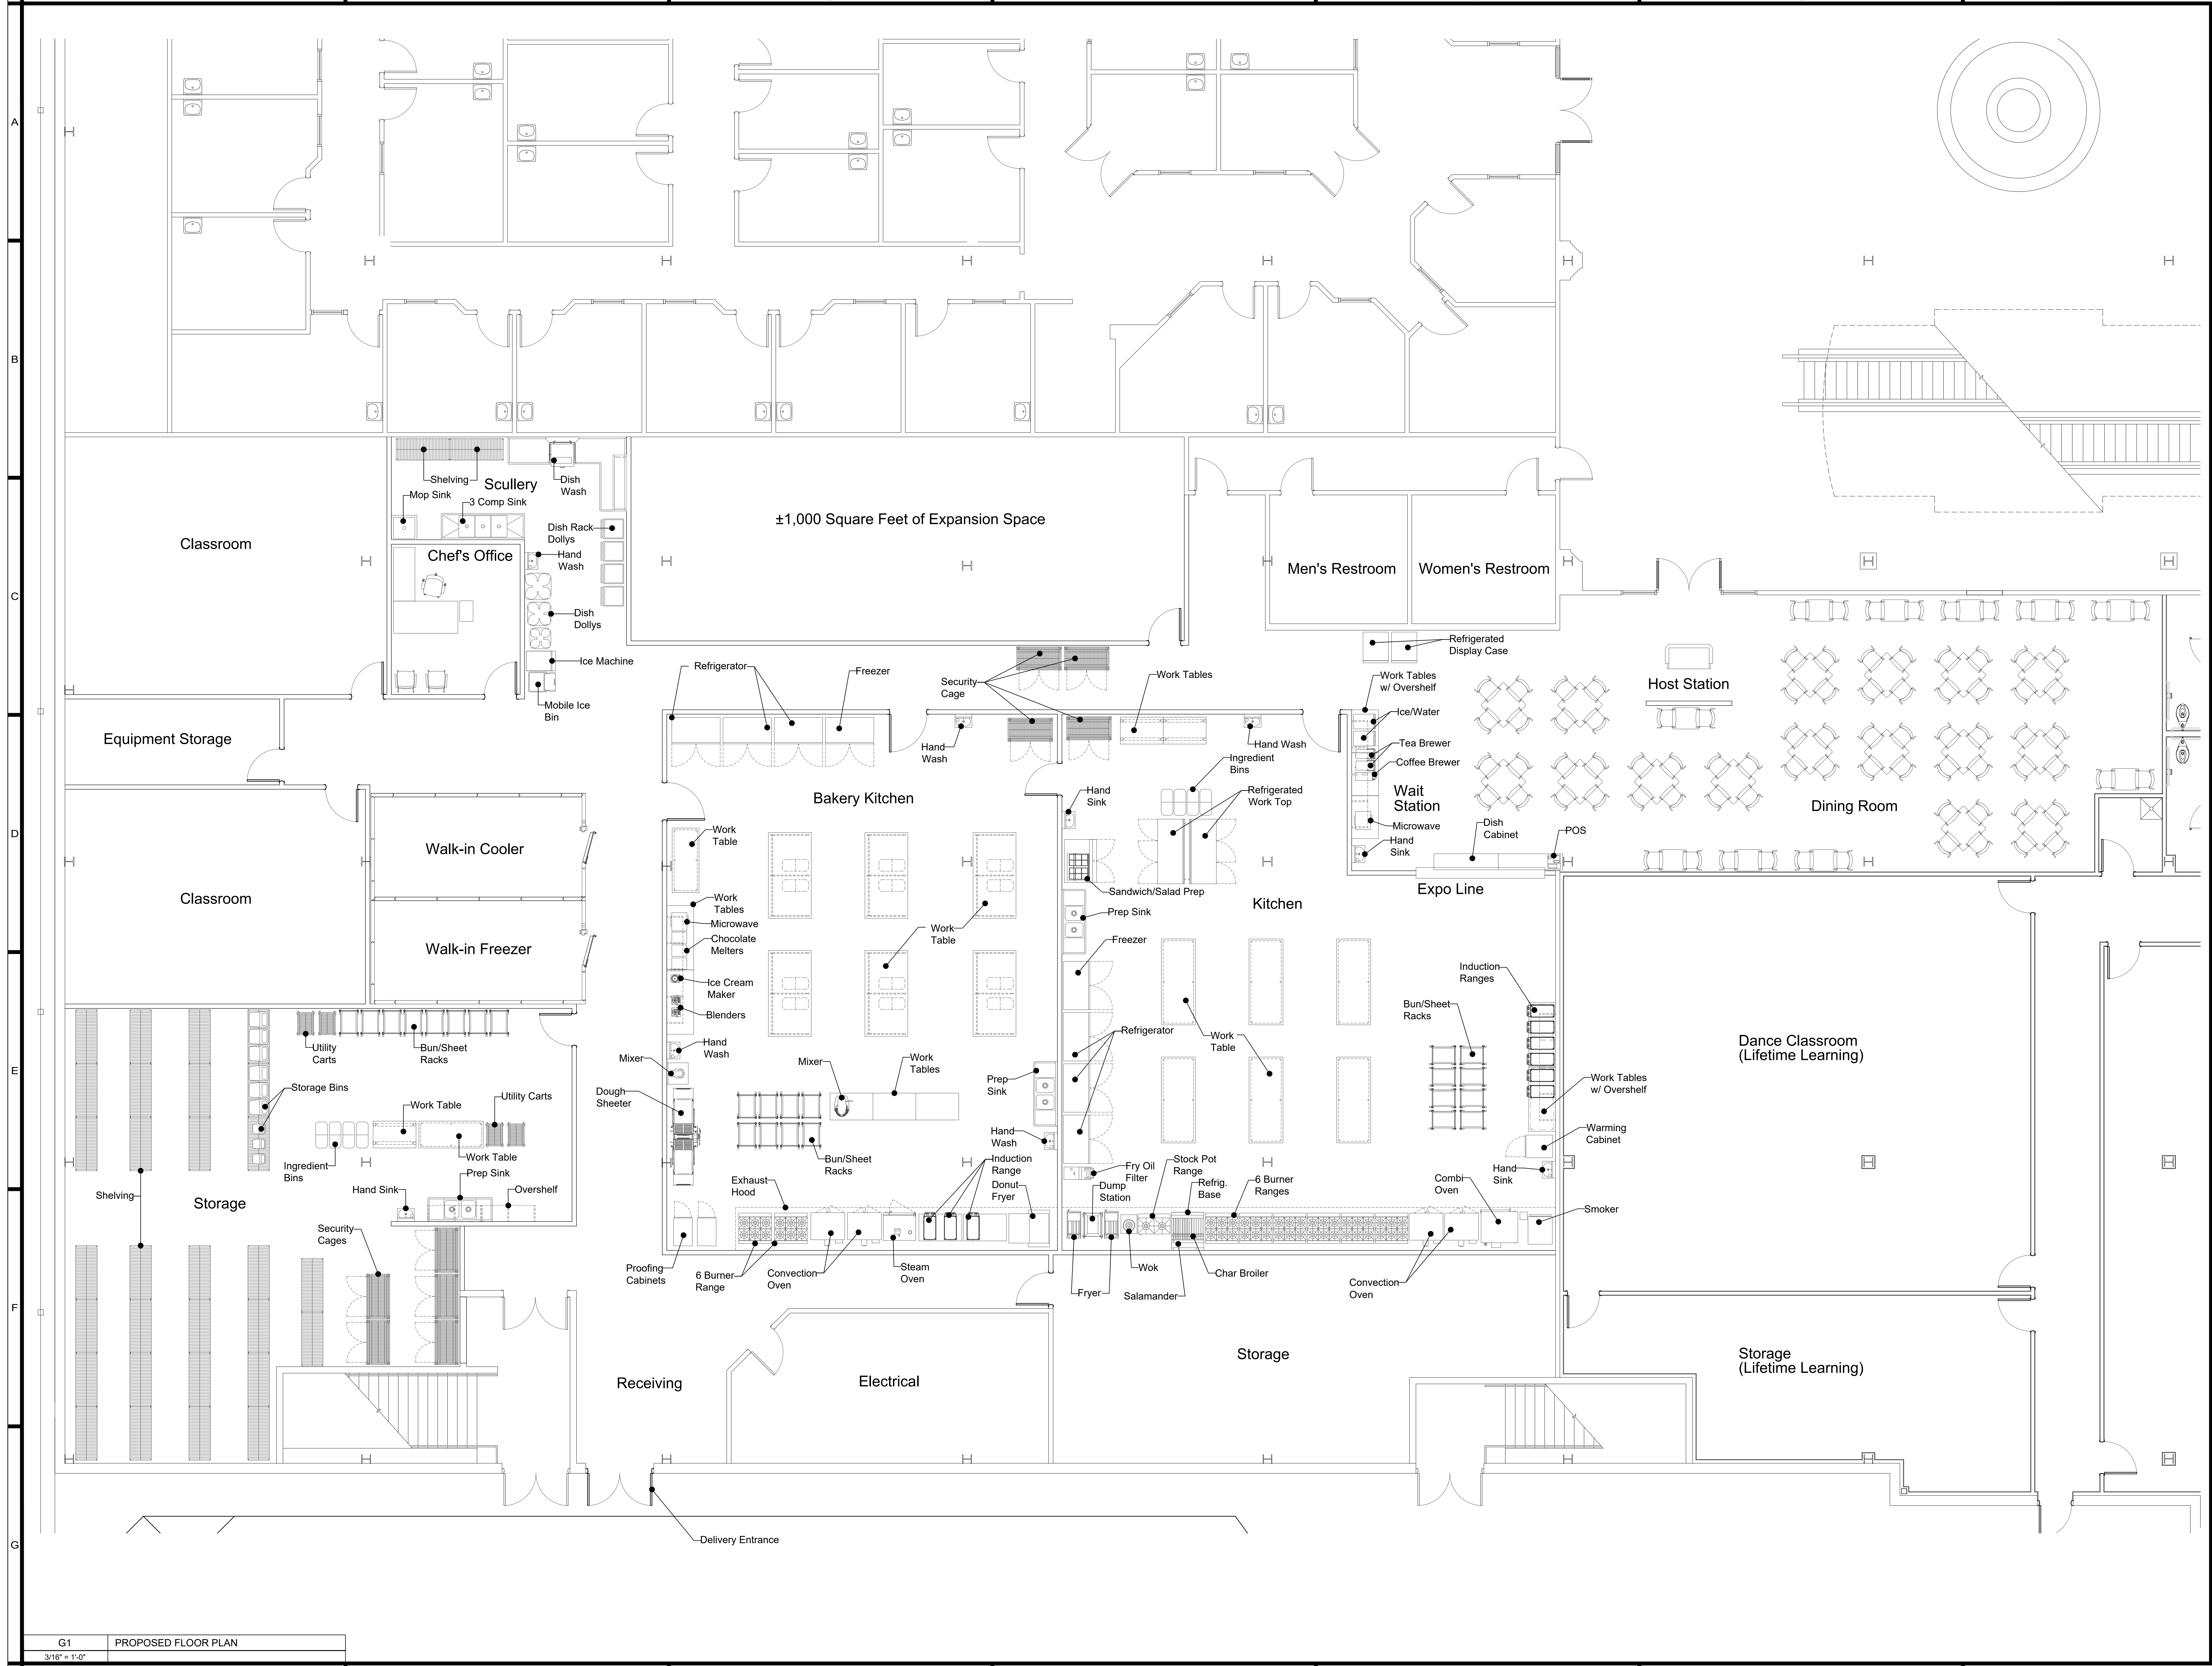 A
B
C
D
E
F
G
Shelving
Scullery
Dish
Wash
Mop Sink
3 Comp Sink
Dish Rack
Dollys
Hand
Wash
Chef's Office
Classroom
±1,000 Square Feet of Expansion Space
Men's Restroom
Women's Restroom
Dish
Dollys
Ice Machine
Mobile Ice
Bin
Refrigerator
Freezer
Security
Cage
Work Tables
Refrigerated
Display Case
Work Tables
w/ Overshelf
Ice/Water
Tea Brewer
Coffee Brewer
Wait
Station
Microwave
Hand
Sink
Host Station
Dining Room
Dish
Cabinet
POS
Expo Line
Equipment Storage
Hand
Wash
Hand Wash
Ingredient
Bins
Refrigerated
Work Top
Hand
Sink
Bakery Kitchen
Work
Table
Walk-in Cooler
Classroom
Walk-in Freezer
Work
Tables
Microwave
Chocolate
Melters
Ice Cream
Maker
Blenders
Hand
Wash
Work
Table
Sandwich/Salad Prep
Prep Sink
Kitchen
Freezer
Refrigerator
Work
Table
Induction
Ranges
Bun/Sheet
Racks
Work Tables
w/ Overshelf
Warming
Cabinet
Hand
Sink
Dance Classroom
(Lifetime Learning)
Utility
Carts
Bun/Sheet
Racks
Storage Bins
Work Table
Utility Carts
Ingredient
Bins
Work Table
Prep Sink
Hand Sink
Overshelf
Shelving
Storage
Security
Cages
Mixer
Dough
Sheeter
Mixer
Work
Tables
Prep
Sink
Hand
Wash
Bun/Sheet
Racks
Exhaust
Hood
Induction
Range
Donut
Fryer
Fry Oil
Filter
Dump
Station
Stock Pot
Range
Refrig.
Base
6 Burner
Ranges
Combi
Oven
Smoker
Proofing
Cabinets
6 Burner
Range
Convection
Oven
Steam
Oven
Fryer
Wok
Salamander
Char Broiler
Convection
Oven
Receiving
Electrical
Storage
Storage
(Lifetime Learning)
Delivery Entrance
G1
PROPOSED FLOOR PLAN
3/16" = 1'-0"